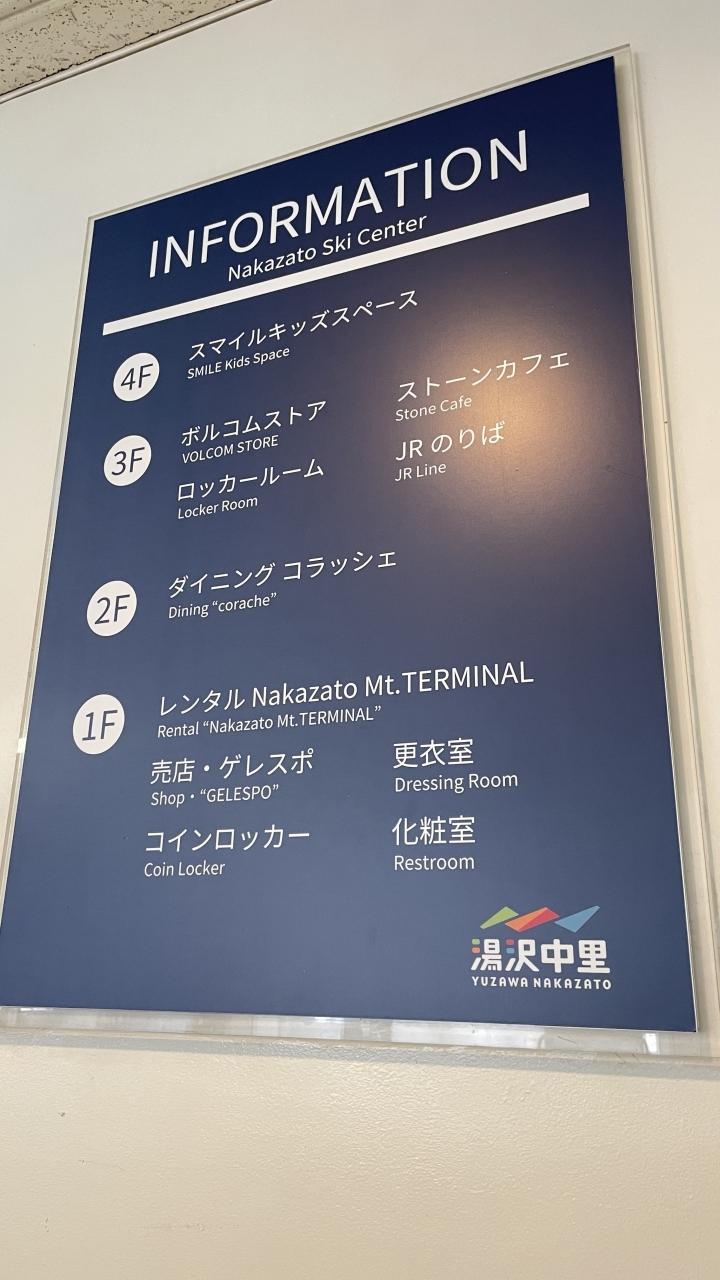 INFORMATION
Nakazato Ski Center
4F
スマイルキッズスペース
SMILE Kids Space
3F
ボルコムストア
VOLCOM STORE
ストーンカフェ
Stone Cafe
ロッカールーム
Locker Room
JR のりば
JR Line
2F
ダイニング コラッシェ
Dining “corache”
1F
レンタル Nakazato Mt.TERMINAL
Rental “Nakazato Mt.TERMINAL”
売店・ゲレスポ
Shop・“GELESPO”
更衣室
Dressing Room
コインロッカー
Coin Locker
化粧室
Restroom
湯沢中里
YUZAWA NAKAZATO